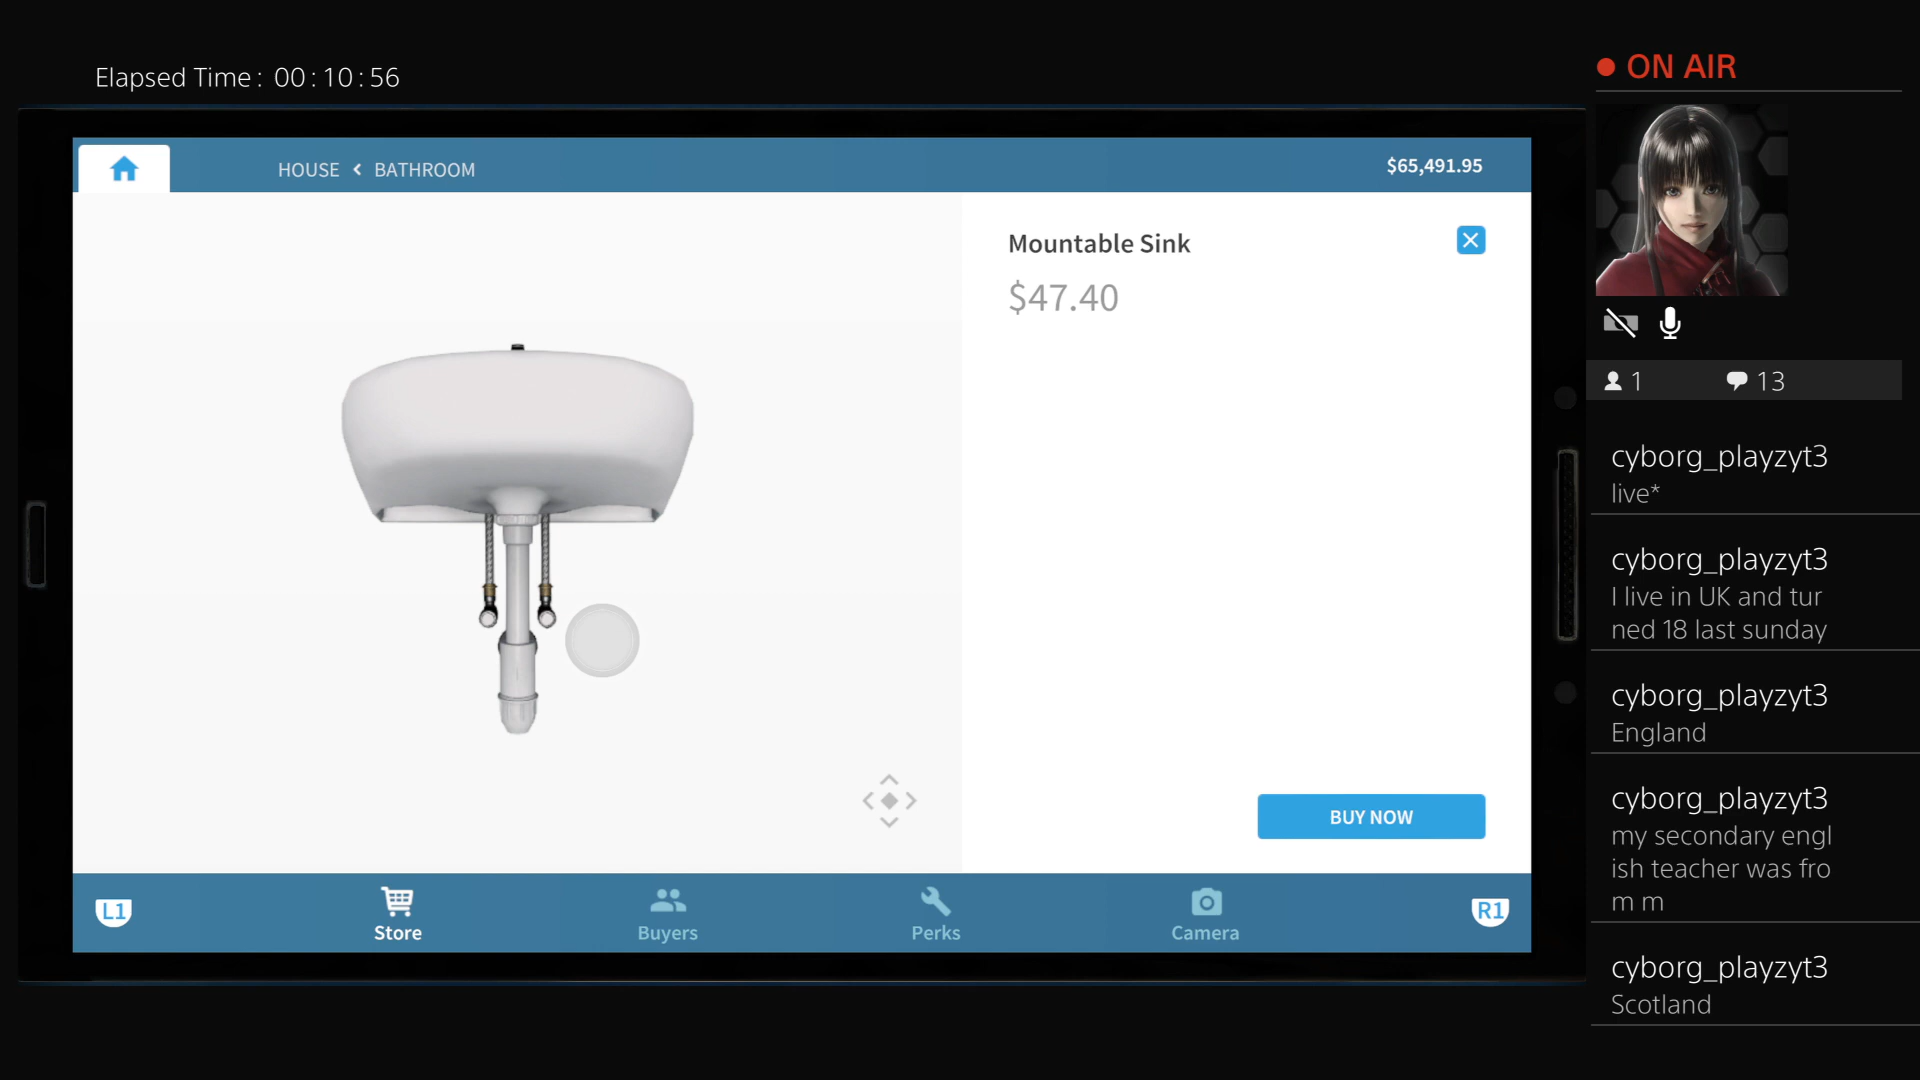 Elapsed Time : 00 : 10 : 56
ON AIR
HOUSE < BATHROOM
$65,491.95
Mountable Sink
$47.40
BUY NOW
L1
Store
Buyers
Perks
Camera
R1
1
13
cyborg_playzyt3
live*
cyborg_playzyt3
I live in UK and tur
ned 18 last sunday
cyborg_playzyt3
England
cyborg_playzyt3
my secondary engl
ish teacher was fro
m m
cyborg_playzyt3
Scotland